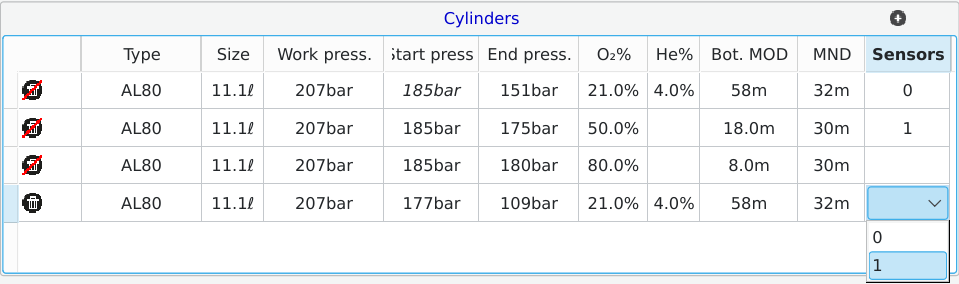 Cylinders
Type Size Work press. Start press End press. O₂% He% Bot. MOD MND Sensors
AL80 11.1ℓ 207bar 185bar 151bar 21.0% 4.0% 58m 32m 0
AL80 11.1ℓ 207bar 185bar 175bar 50.0% 18.0m 30m 1
AL80 11.1ℓ 207bar 185bar 180bar 80.0% 8.0m 30m
AL80 11.1ℓ 207bar 177bar 109bar 21.0% 4.0% 58m 32m
0
1